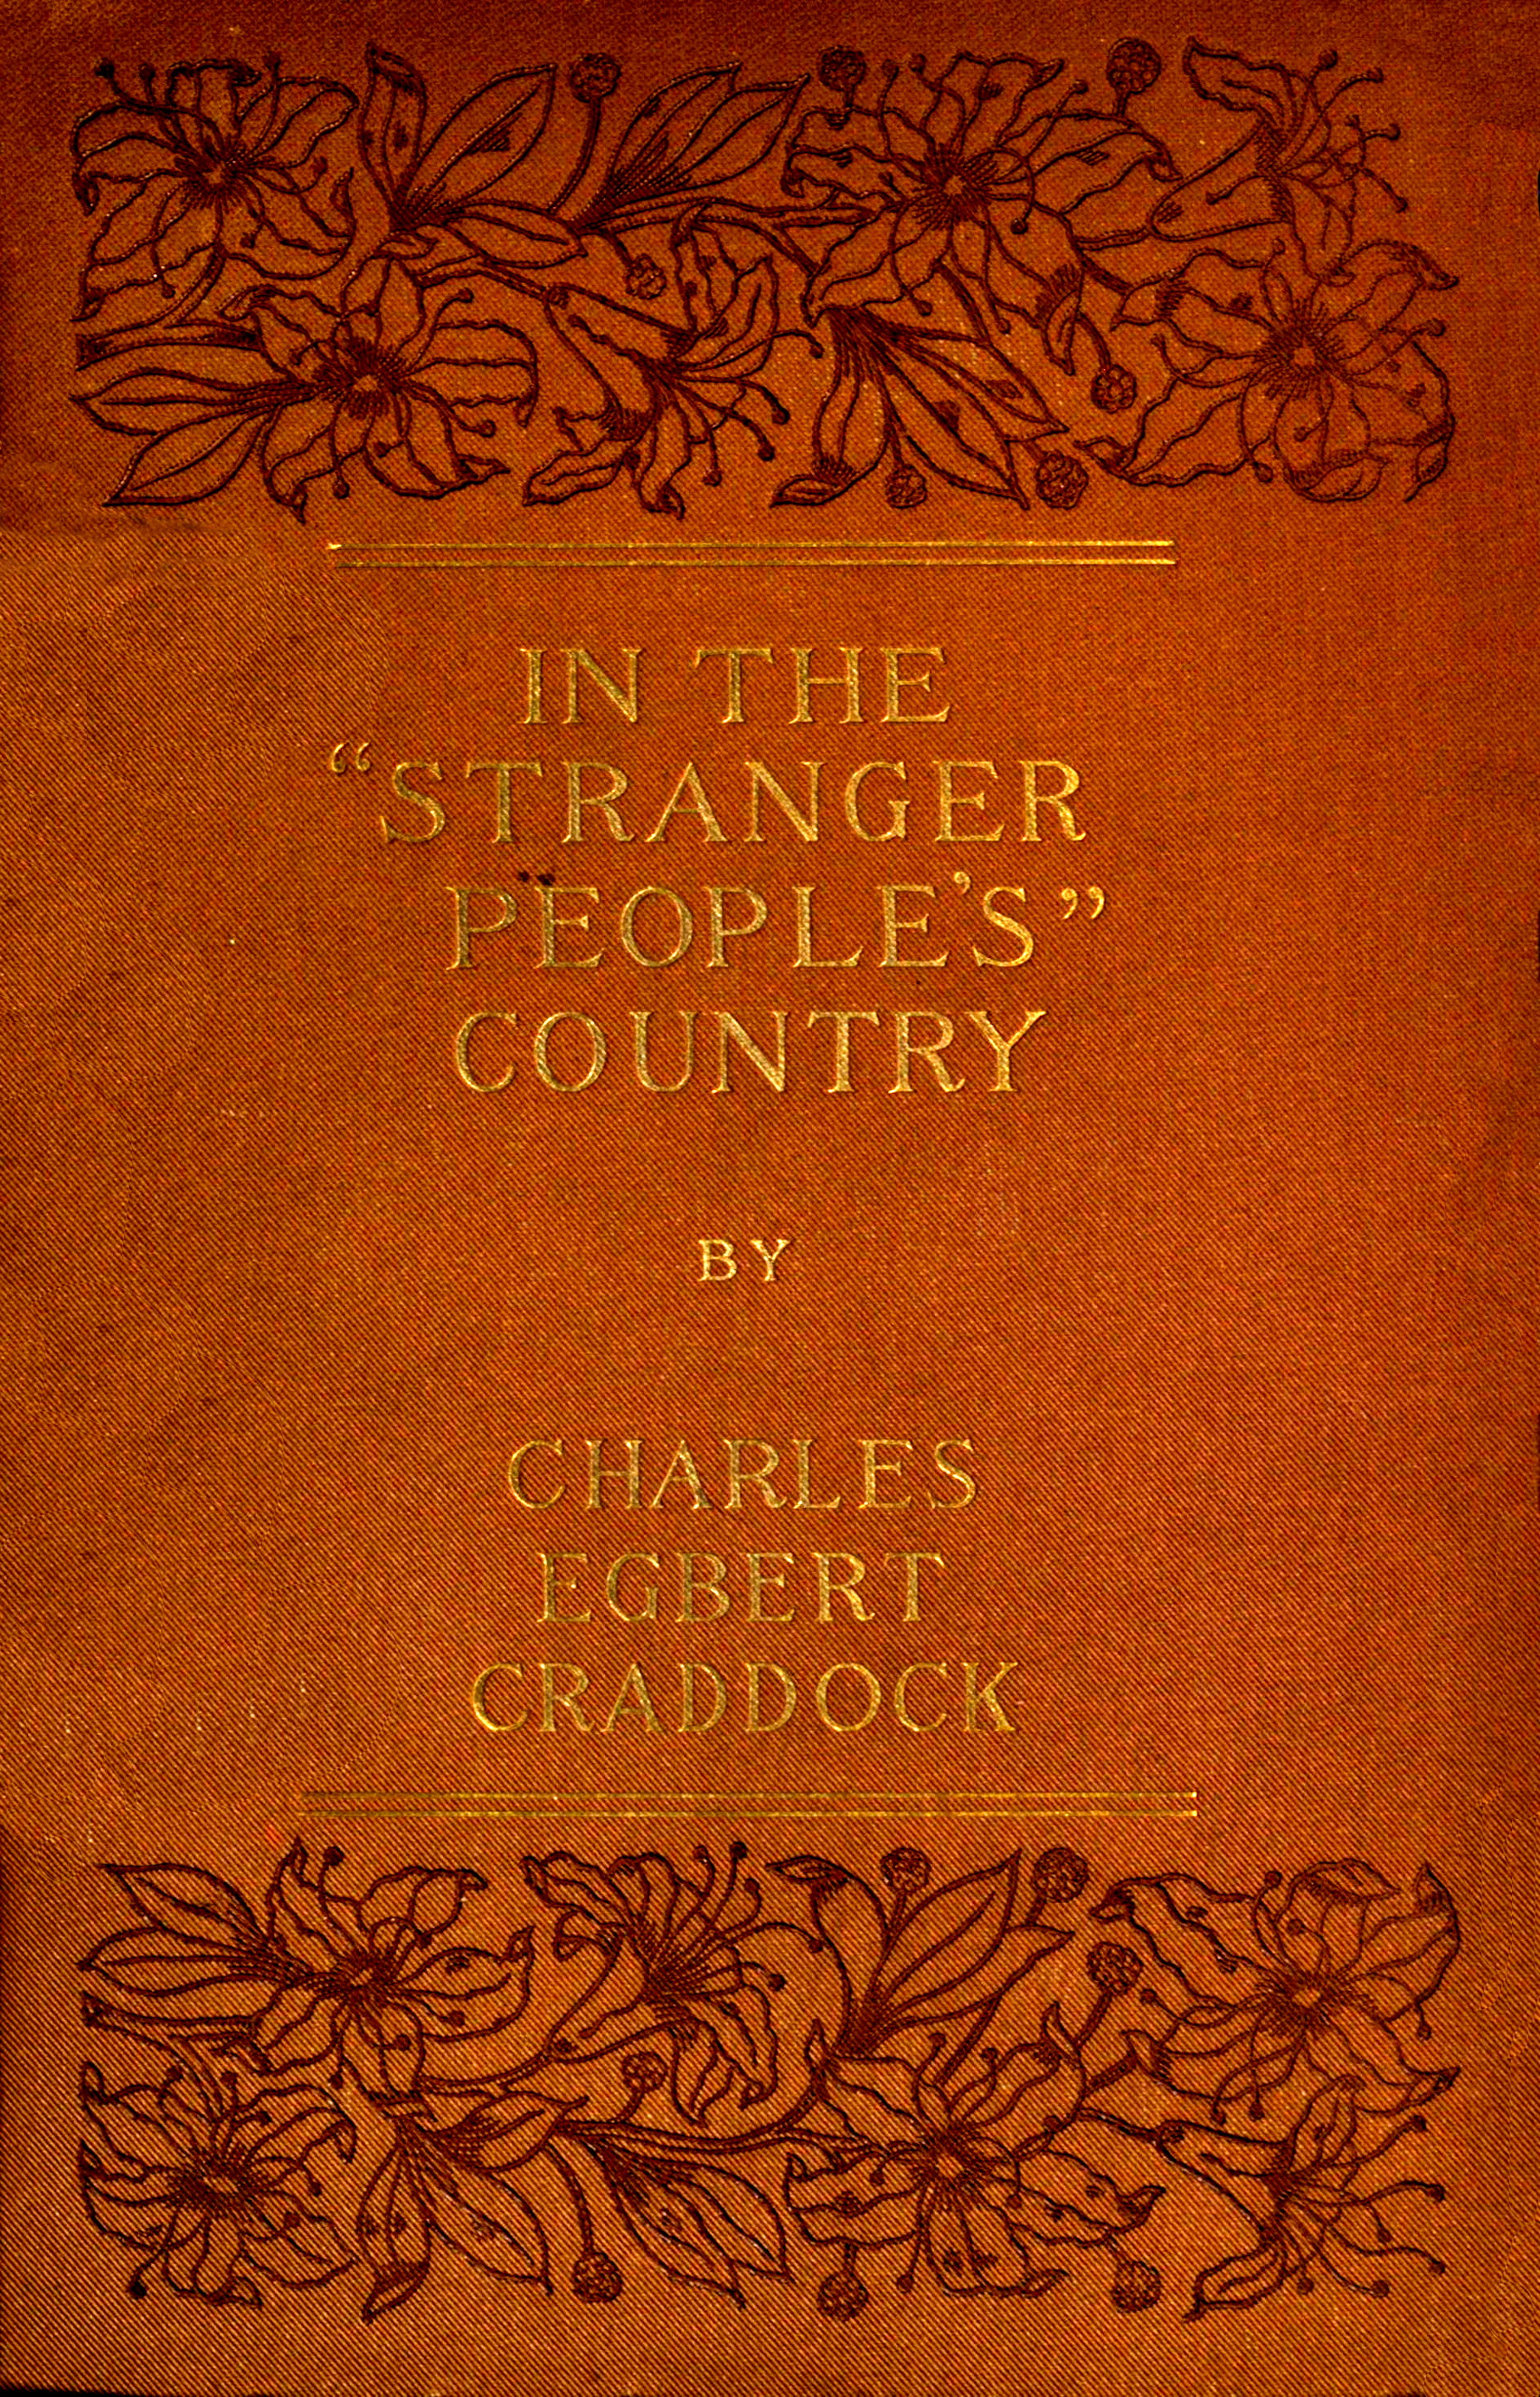 IN THE
“STRANGER
PEOPLE’S”
COUNTRY
BY
CHARLES
EGBERT
CRADDOCK